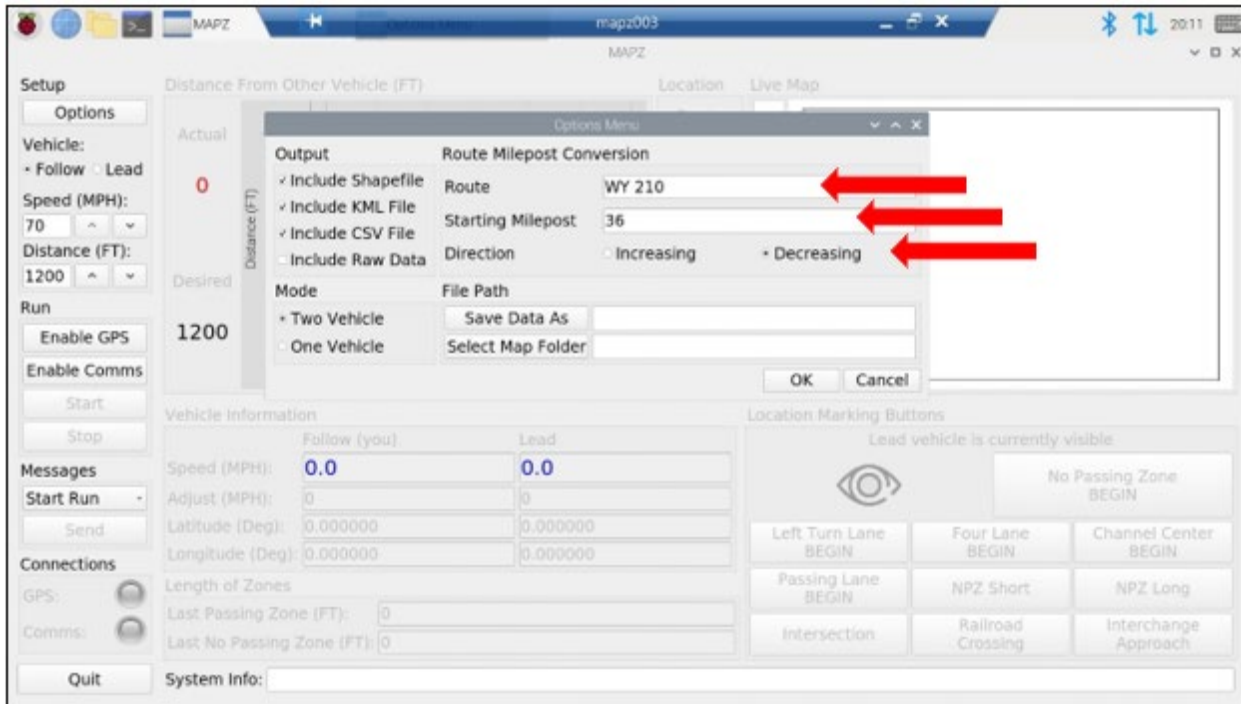 MAPZ
mapz003
20:11
MAPZ
Setup
Options
Vehicle:
Follow Lead
Speed (MPH):
70
Distance (FT):
1200
Run
Enable GPS
Enable Comms
Start
Stop
Messages
Start Run
Send
Connections
GPS:
Comms:
Quit
Distance From Other Vehicle (FT)
Actual
0
Desired
1200
Distance (FT)
Location
Live Map
Options Menu
Output
Include Shapefile
Include KML File
Include CSV File
Include Raw Data
Mode
Two Vehicle
One Vehicle
Route Milepost Conversion
Route WY 210
Starting Milepost 36
Direction Increasing Decreasing
File Path
Save Data As
Select Map Folder
OK Cancel
Vehicle Information
Follow (you) Lead
Speed (MPH): 0.0 0.0
Adjust (MPH): 0 0
Latitude (Deg): 0.000000 0.000000
Longitude (Deg): 0.000000 0.000000
Length of Zones
Last Passing Zone (FT): 0
Last No Passing Zone (FT): 0
Location Marking Buttons
Lead vehicle is currently visible
No Passing Zone
BEGIN
Left Turn Lane
BEGIN
Four Lane
BEGIN
Channel Center
BEGIN
Passing Lane
BEGIN
NPZ Short
NPZ Long
Intersection
Railroad
Crossing
Interchange
Approach
System Info: